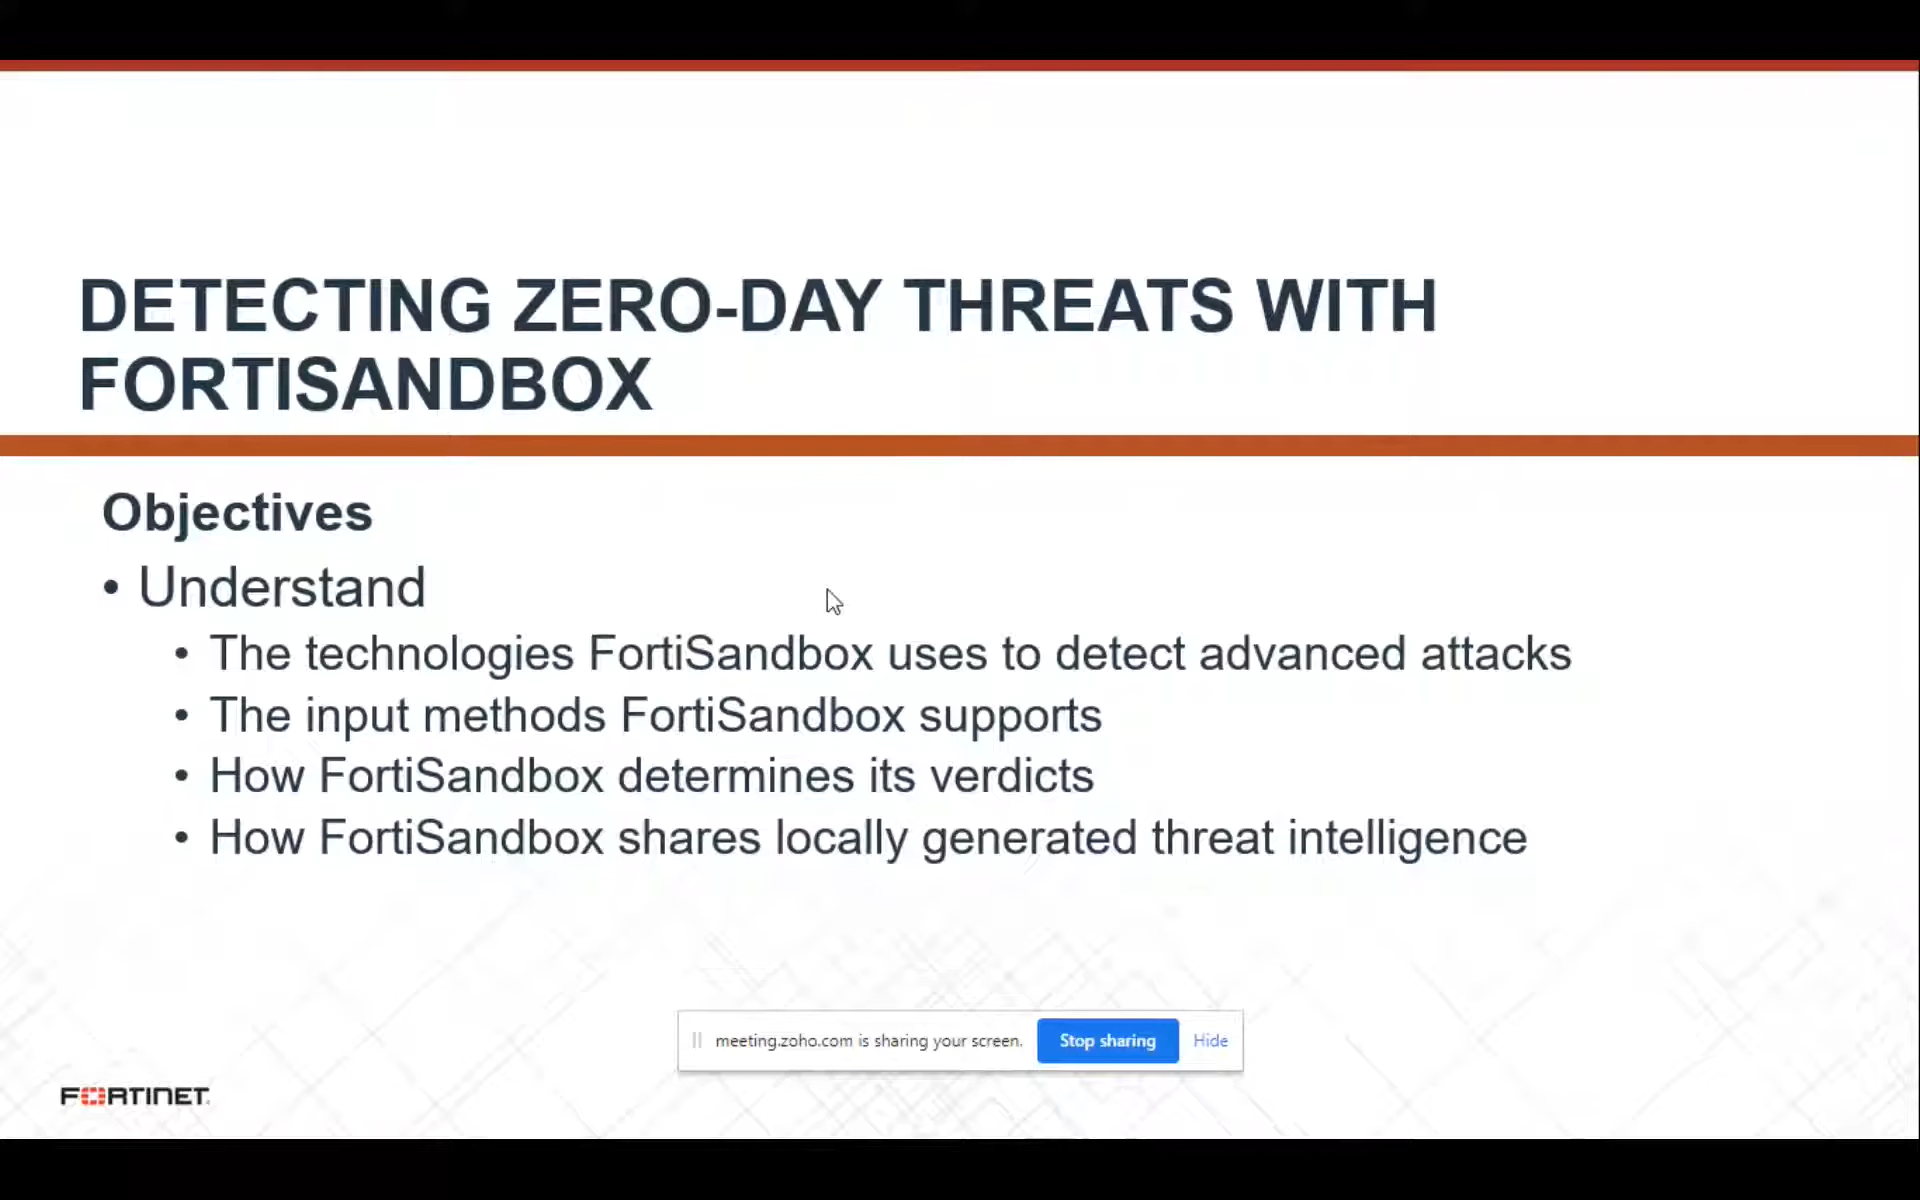 DETECTING ZERO-DAY THREATS WITH
FORTISANDBOX
Objectives
• Understand
• The technologies FortiSandbox uses to detect advanced attacks
• The input methods FortiSandbox supports
• How FortiSandbox determines its verdicts
• How FortiSandbox shares locally generated threat intelligence
meeting.zoho.com is sharing your screen. Stop sharing Hide
FORTINET